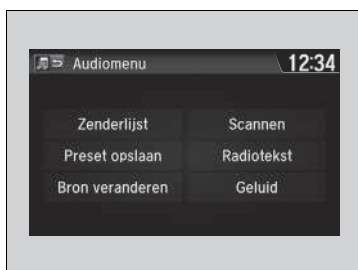 Audiomenu 12:34
Zenderlijst Scannen
Preset opslaan Radiotekst
Bron veranderen Geluid